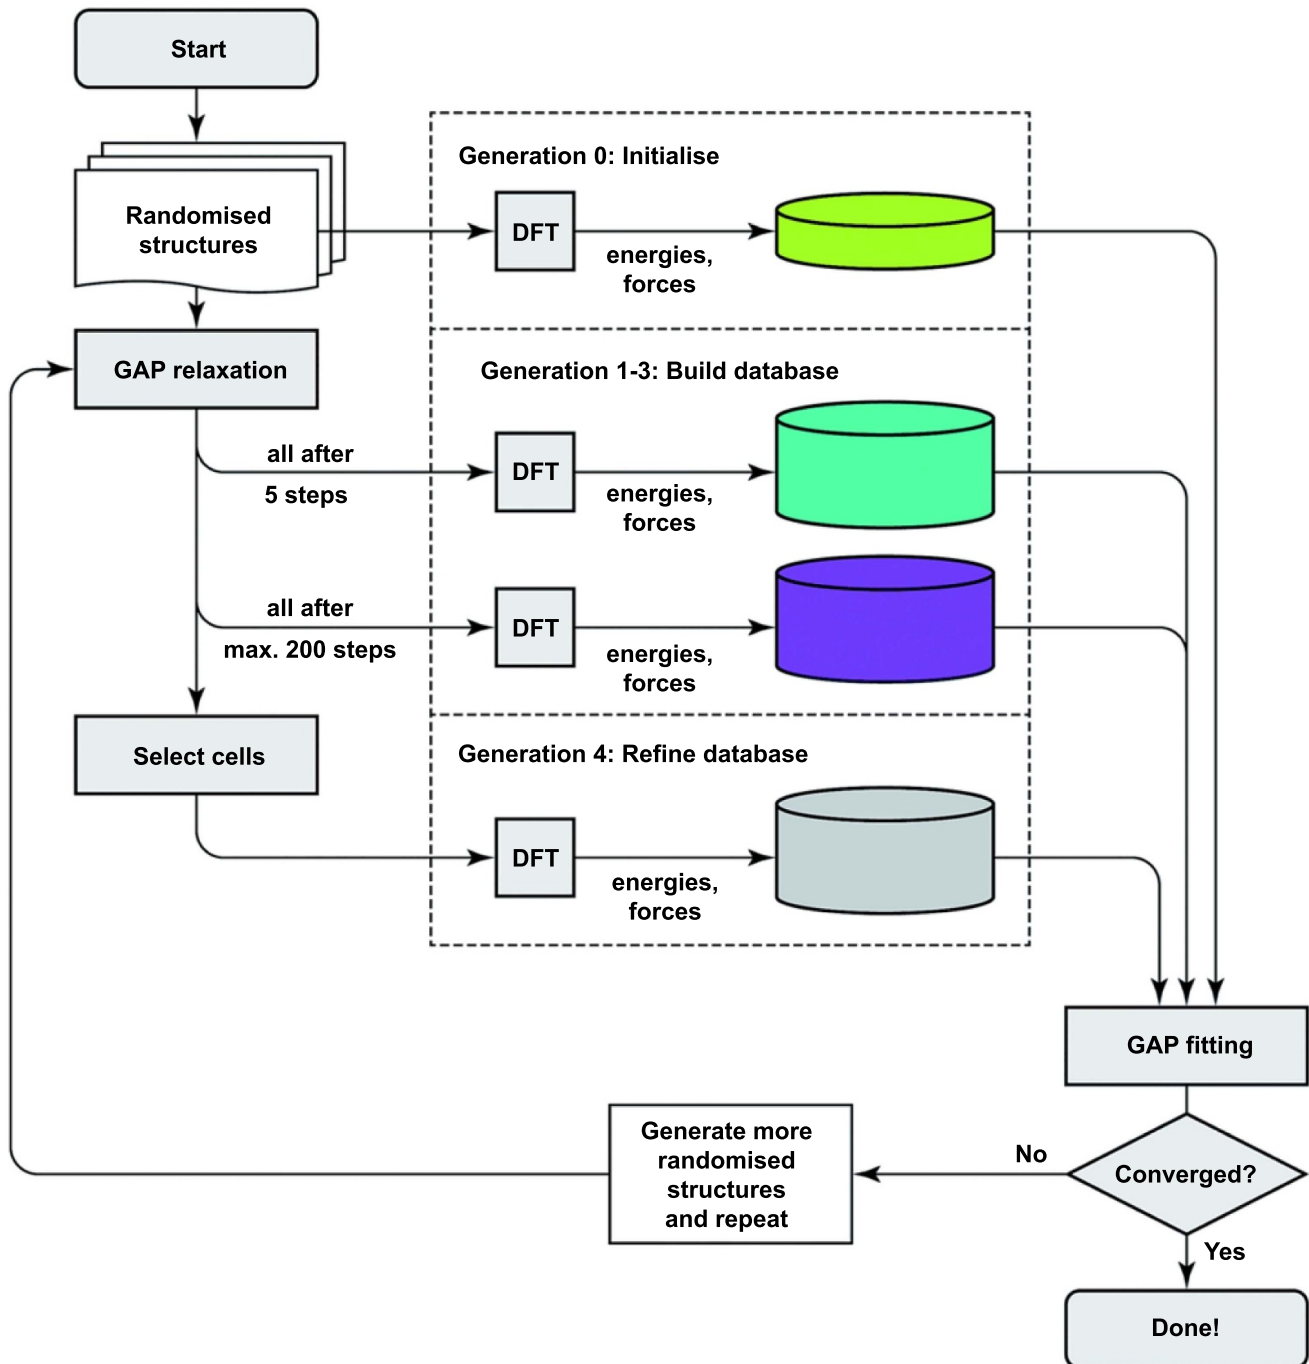 Start
Randomised
structures
Generation 0: Initialise
DFT
energies,
forces
GAP relaxation
Generation 1-3: Build database
all after
5 steps
DFT
energies,
forces
all after
max. 200 steps
DFT
energies,
forces
Select cells
Generation 4: Refine database
DFT
energies,
forces
GAP fitting
Converged?
No
Generate more
randomised
structures
and repeat
Yes
Done!